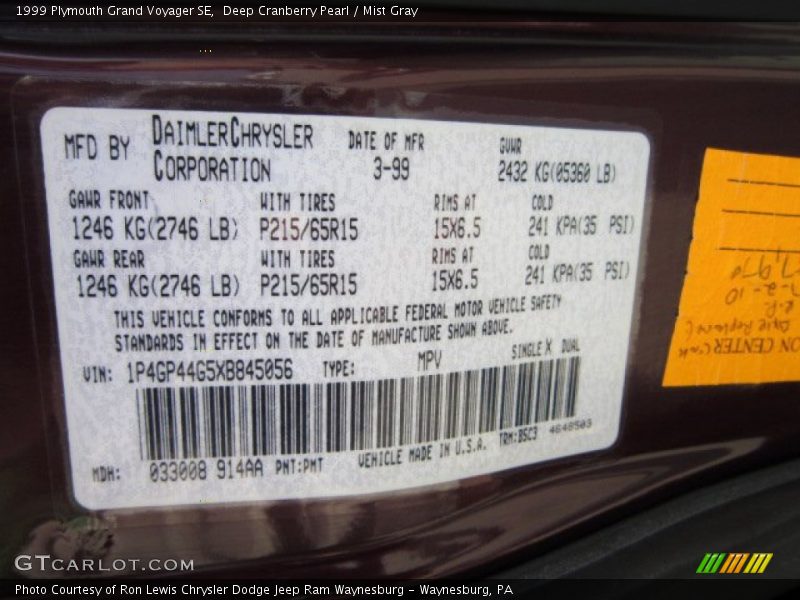 1999 Plymouth Grand Voyager SE, Deep Cranberry Pearl / Mist Gray
MFD BY DAIMLERCHRYSLER CORPORATION DATE OF MFR 3-99 GVWR 2432 KG(05360 LB)
GAWR FRONT WITH TIRES RIMS AT COLD
1246 KG(2746 LB) P215/65R15 15X6.5 241 KPA(35 PSI)
GAWR REAR WITH TIRES RIMS AT COLD
1246 KG(2746 LB) P215/65R15 15X6.5 241 KPA(35 PSI)
THIS VEHICLE CONFORMS TO ALL APPLICABLE FEDERAL MOTOR VEHICLE SAFETY
STANDARDS IN EFFECT ON THE DATE OF MANUFACTURE SHOWN ABOVE.
VIN: 1P4GP44G5XB845056 TYPE: MPV SINGLE X DUAL
MDH: 033008 914AA PNT:PMT VEHICLE MADE IN U.S.A. TRM:BSC3 4648503
ON CENTER
Date Replaced
GTCARLOT.COM
Photo Courtesy of Ron Lewis Chrysler Dodge Jeep Ram Waynesburg - Waynesburg, PA